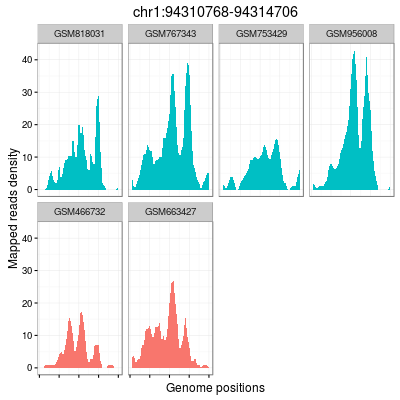 chr1:94310768-94314706
GSM818031 GSM767343 GSM753429 GSM956008
40
30
20
10
0
GSM466732 GSM663427
40
30
20
10
0
Mapped reads density
Genome positions